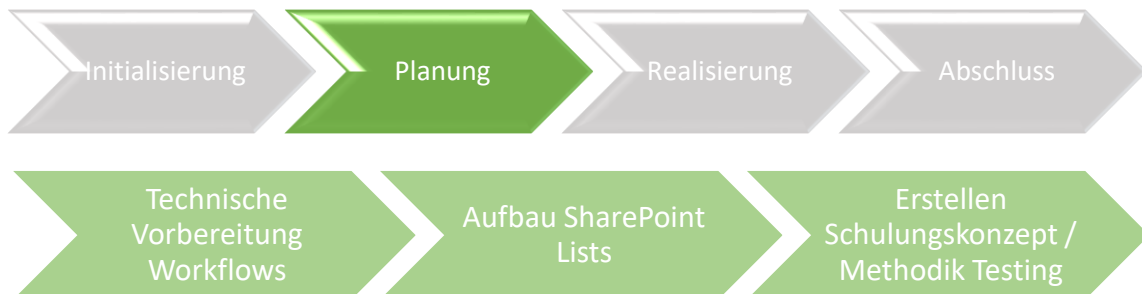 Initialisierung
Planung
Realisierung
Abschluss
Technische
Vorbereitung
Workflows
Aufbau SharePoint
Lists
Erstellen
Schulungskonzept /
Methodik Testing